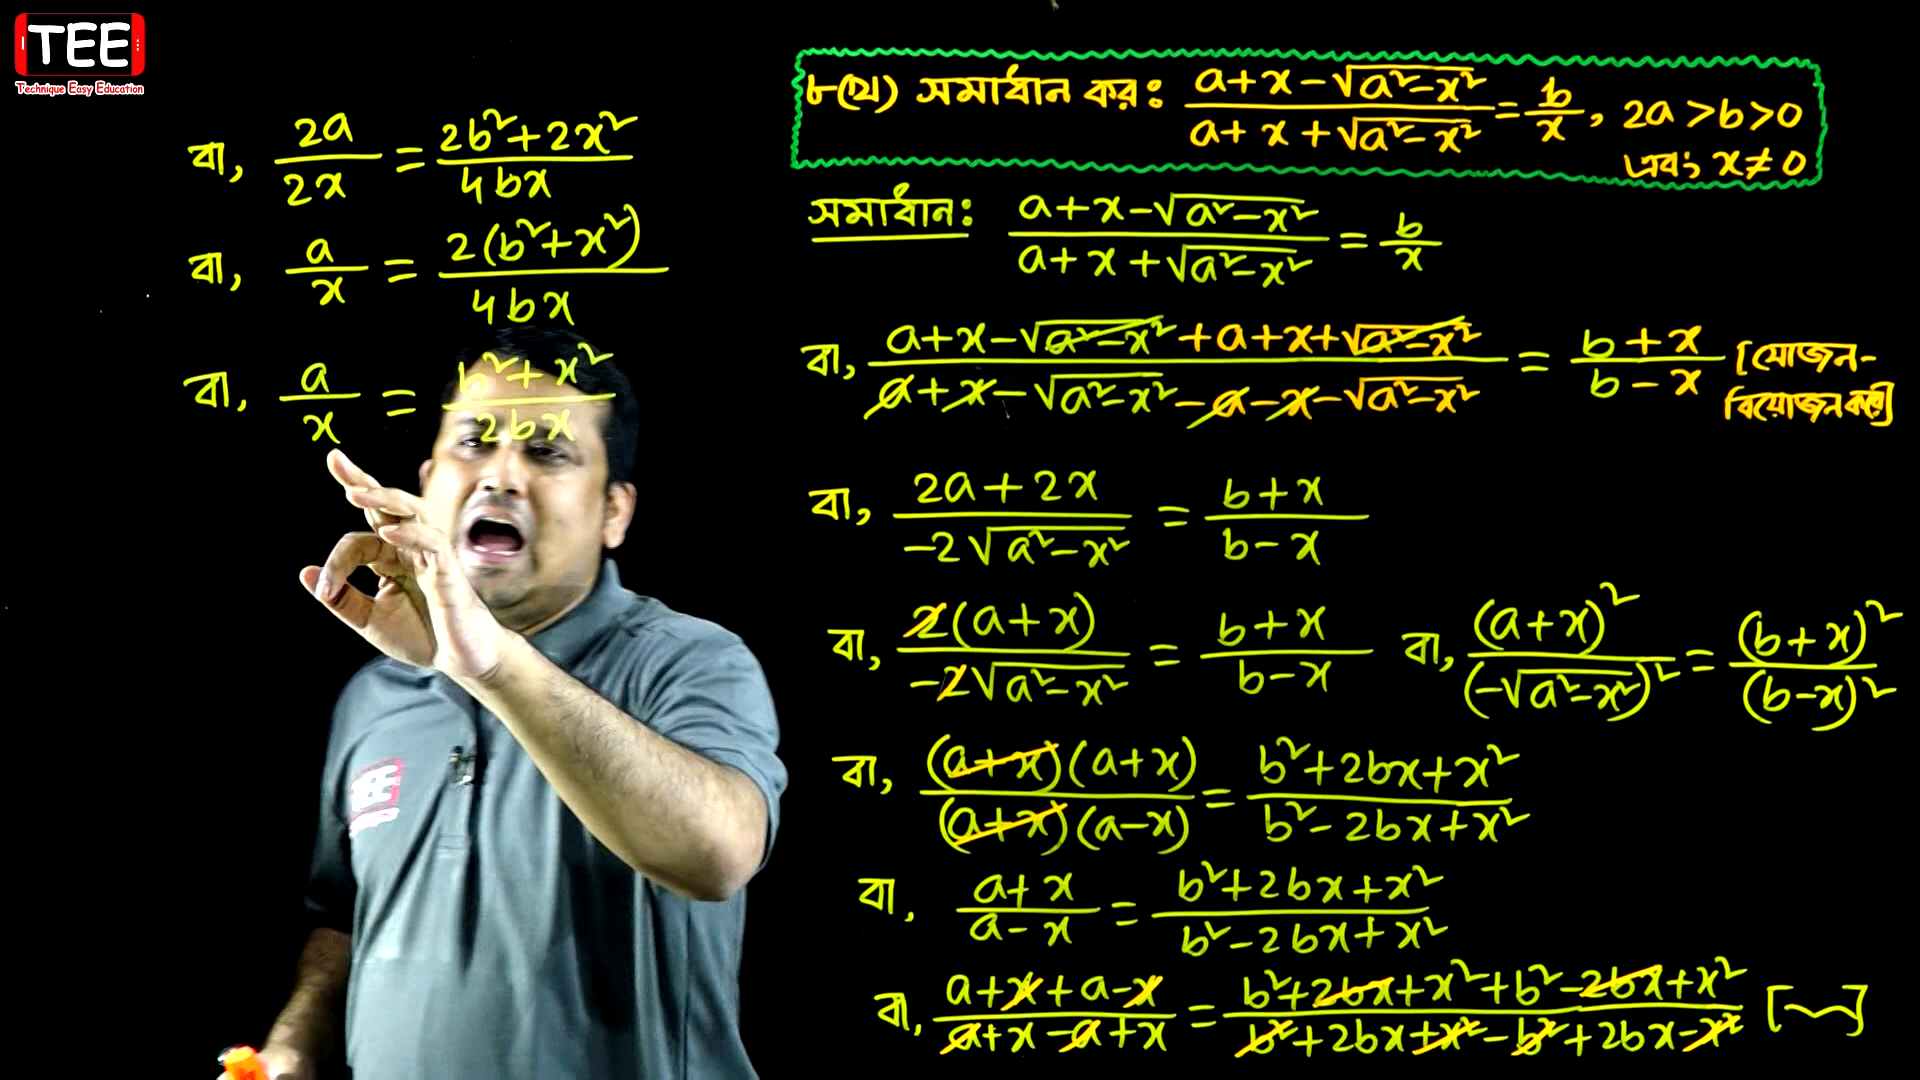 TEE
Technique Easy Education
৮(খ) সমাধান কর: (a+x-√(a²-x²))/(a+x+√(a²-x²)) = b/x, 2a>b>0
এবং x≠0
সমাধান: (a+x-√(a²-x²))/(a+x+√(a²-x²)) = b/x
বা, (a+x-√(a²-x²)+a+x+√(a²-x²))/(a+x-√(a²-x²)-a-x-√(a²-x²)) = (b+x)/(b-x) [যোজন-
বিয়োজন করে]
বা, (2a+2x)/(-2√(a²-x²)) = (b+x)/(b-x)
বা, 2(a+x)/(-2√(a²-x²)) = (b+x)/(b-x) বা, (a+x)²/(-√(a²-x²))² = (b+x)²/(b-x)²
বা, (a+x)(a+x)/((a+x)(a-x)) = (b²+2bx+x²)/(b²-2bx+x²)
বা, (a+x)/(a-x) = (b²+2bx+x²)/(b²-2bx+x²)
বা, (a+x+a-x)/(a+x-a+x) = (b²+2bx+x²+b²-2bx+x²)/(b²+2bx+x²-b²+2bx-x²) [~]
বা, 2a/2x = (2b²+2x²)/4bx
বা, a/x = 2(b²+x²)/4bx
বা, a/x = (b²+x²)/2bx